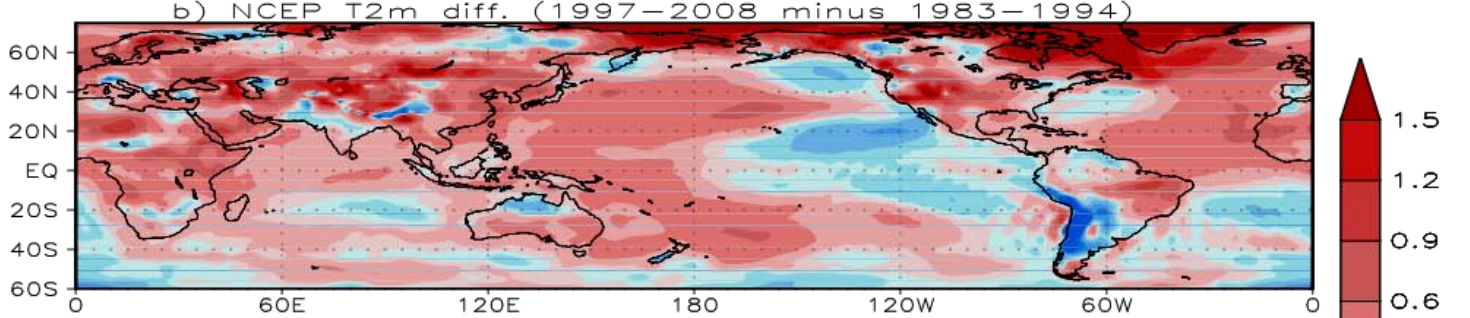 b) NCEP T2m diff. (1997−2008 minus 1983−1994)
60N
40N
20N
EQ
20S
40S
60S
0 60E 120E 180 120W 60W 0
1.5
1.2
0.9
0.6